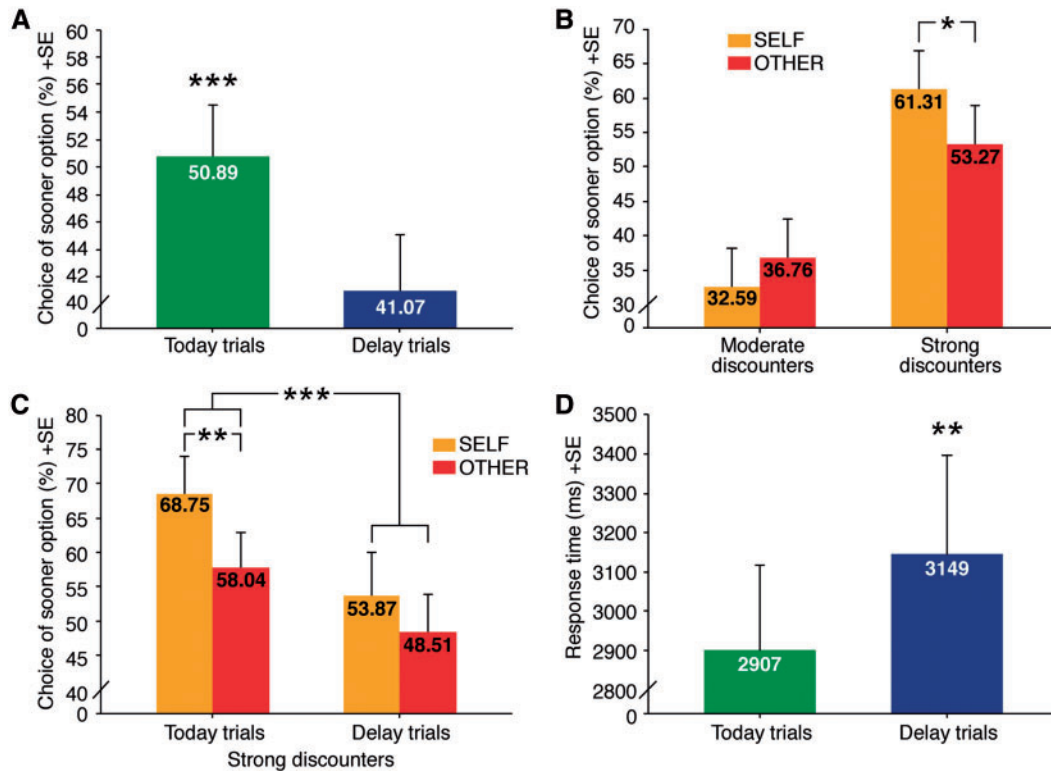 A
Choice of sooner option (%) +SE
60
58
56
54
52
50
48
46
44
42
40
0
***
50.89
41.07
Today trials
Delay trials
B
Choice of sooner option (%) +SE
70
65
60
55
50
45
40
35
30
0
SELF
OTHER
*
32.59
36.76
61.31
53.27
Moderate
discounters
Strong
discounters
C
Choice of sooner option (%) +SE
80
75
70
65
60
55
50
45
40
0
***
**
SELF
OTHER
68.75
58.04
53.87
48.51
Today trials
Delay trials
Strong discounters
D
Response time (ms) +SE
3500
3400
3300
3200
3100
3000
2900
2800
0
**
2907
3149
Today trials
Delay trials